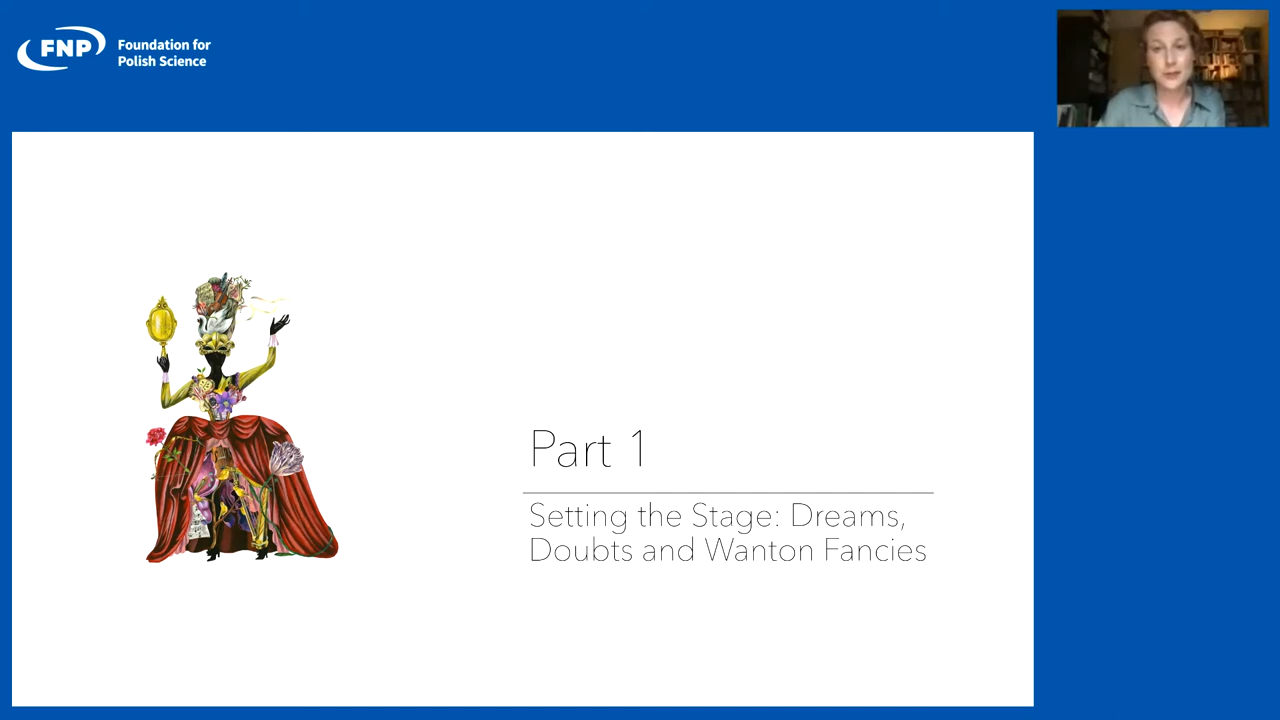 FNP
Foundation for
Polish Science
Part 1
Setting the Stage: Dreams,
Doubts and Wanton Fancies